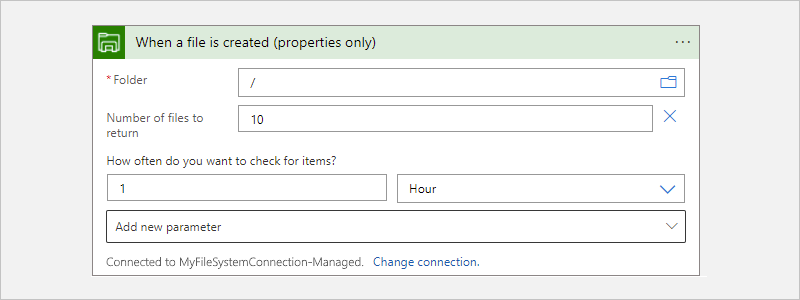 When a file is created (properties only)
* Folder
/
Number of files to
return
10
How often do you want to check for items?
1
Hour
Add new parameter
Connected to MyFileSystemConnection-Managed. Change connection.